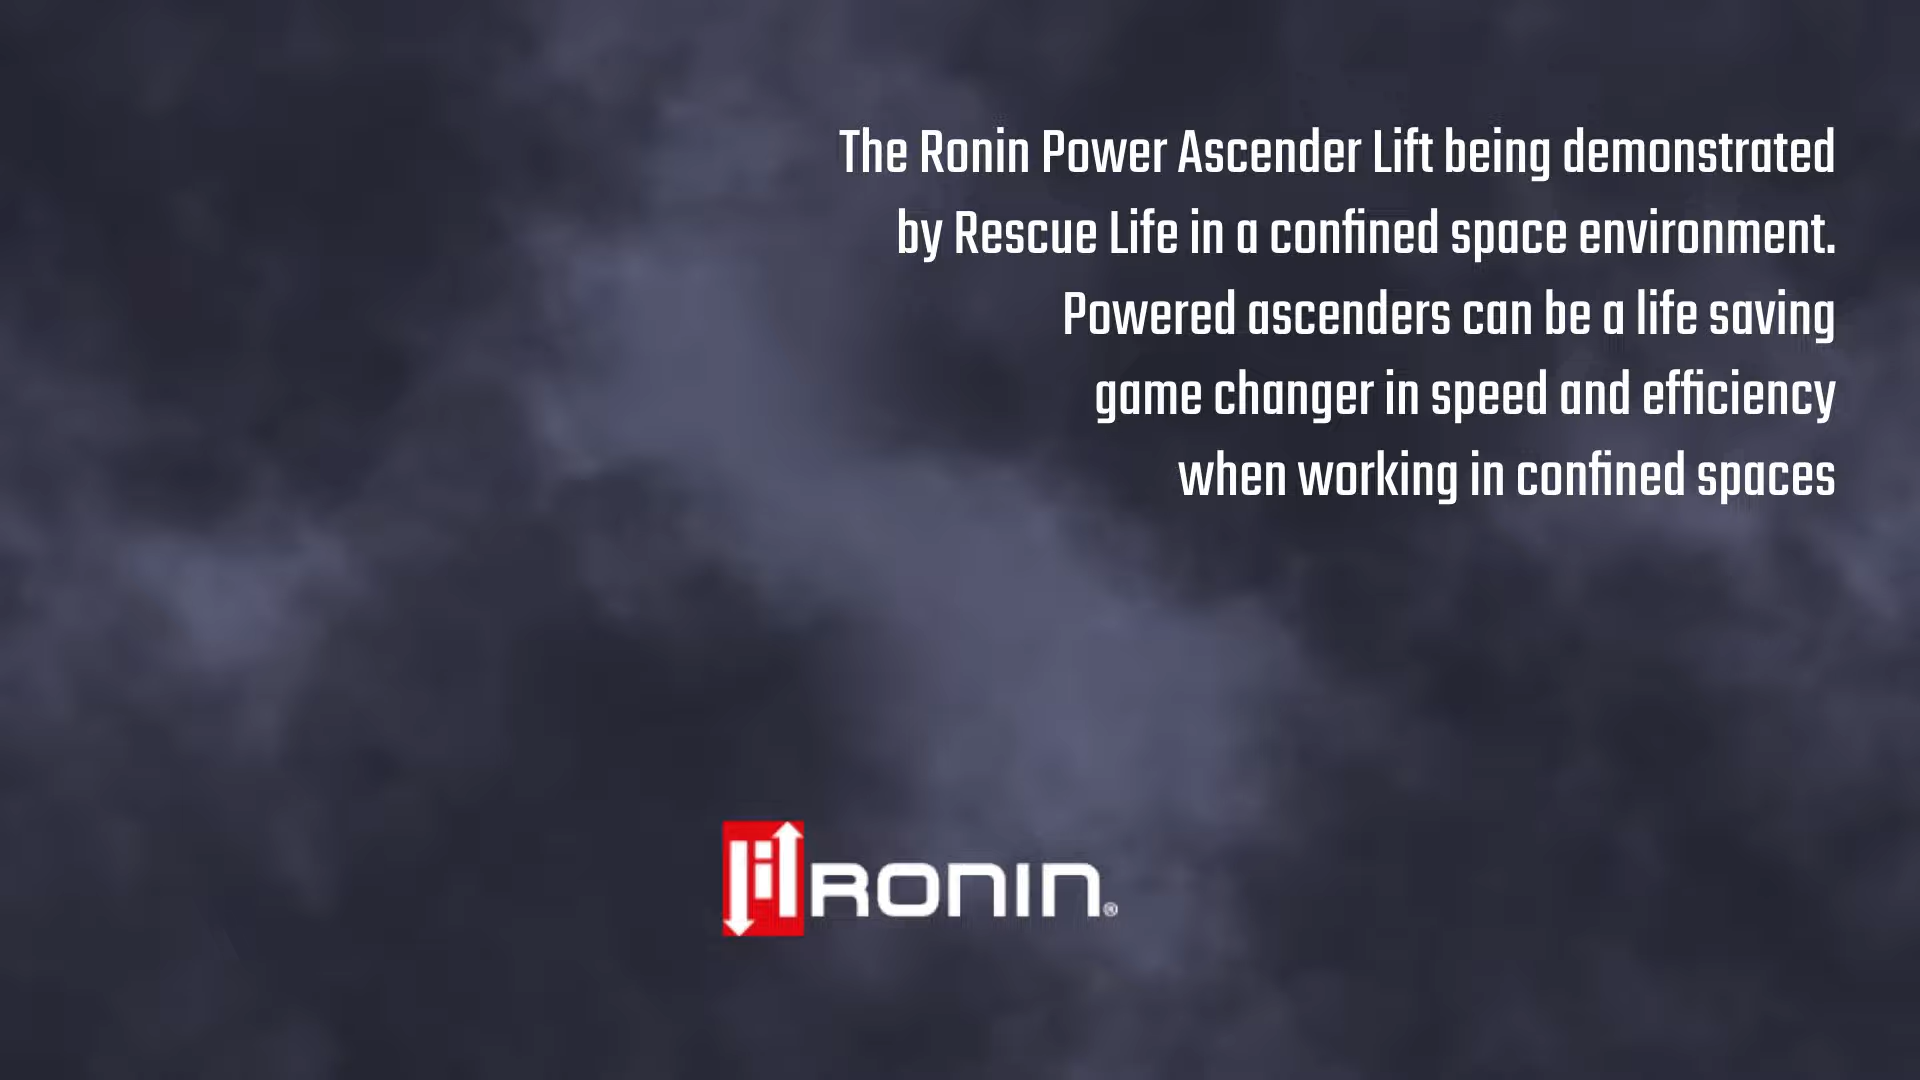 The Ronin Power Ascender Lift being demonstrated
by Rescue Life in a confined space environment.
Powered ascenders can be a life saving
game changer in speed and efficiency
when working in confined spaces
RONIN®